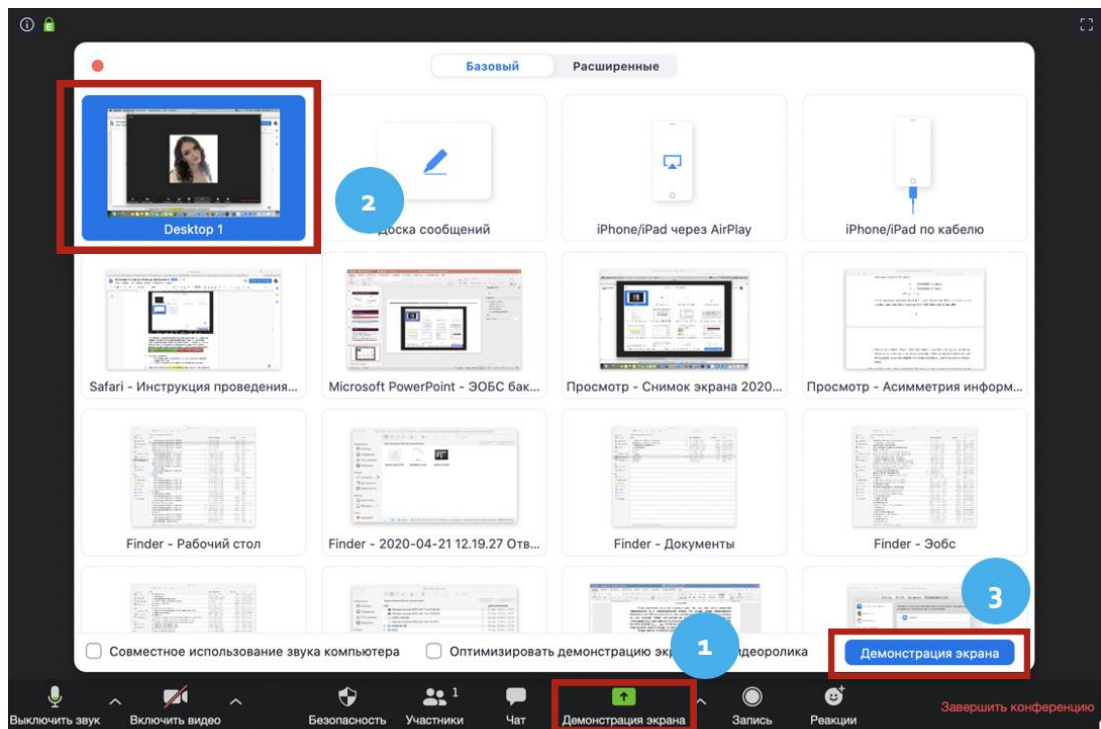 Базовый
Расширенные
Desktop 1
2
Доска сообщений
iPhone/iPad через AirPlay
iPhone/iPad по кабелю
Safari - Инструкция проведения...
Microsoft PowerPoint - ЭОБС бак...
Просмотр - Снимок экрана 2020...
Просмотр - Асимметрия информ...
Finder - Рабочий стол
Finder - 2020-04-21 12.19.27 Отв...
Finder - Документы
Finder - Эобс
3
Совместное использование звука компьютера
Оптимизировать демонстрацию
1
Демонстрация экрана
Выключить звук
Включить видео
Безопасность
Участники
1
Чат
Демонстрация экрана
Запись
Реакции
Завершить конференцию